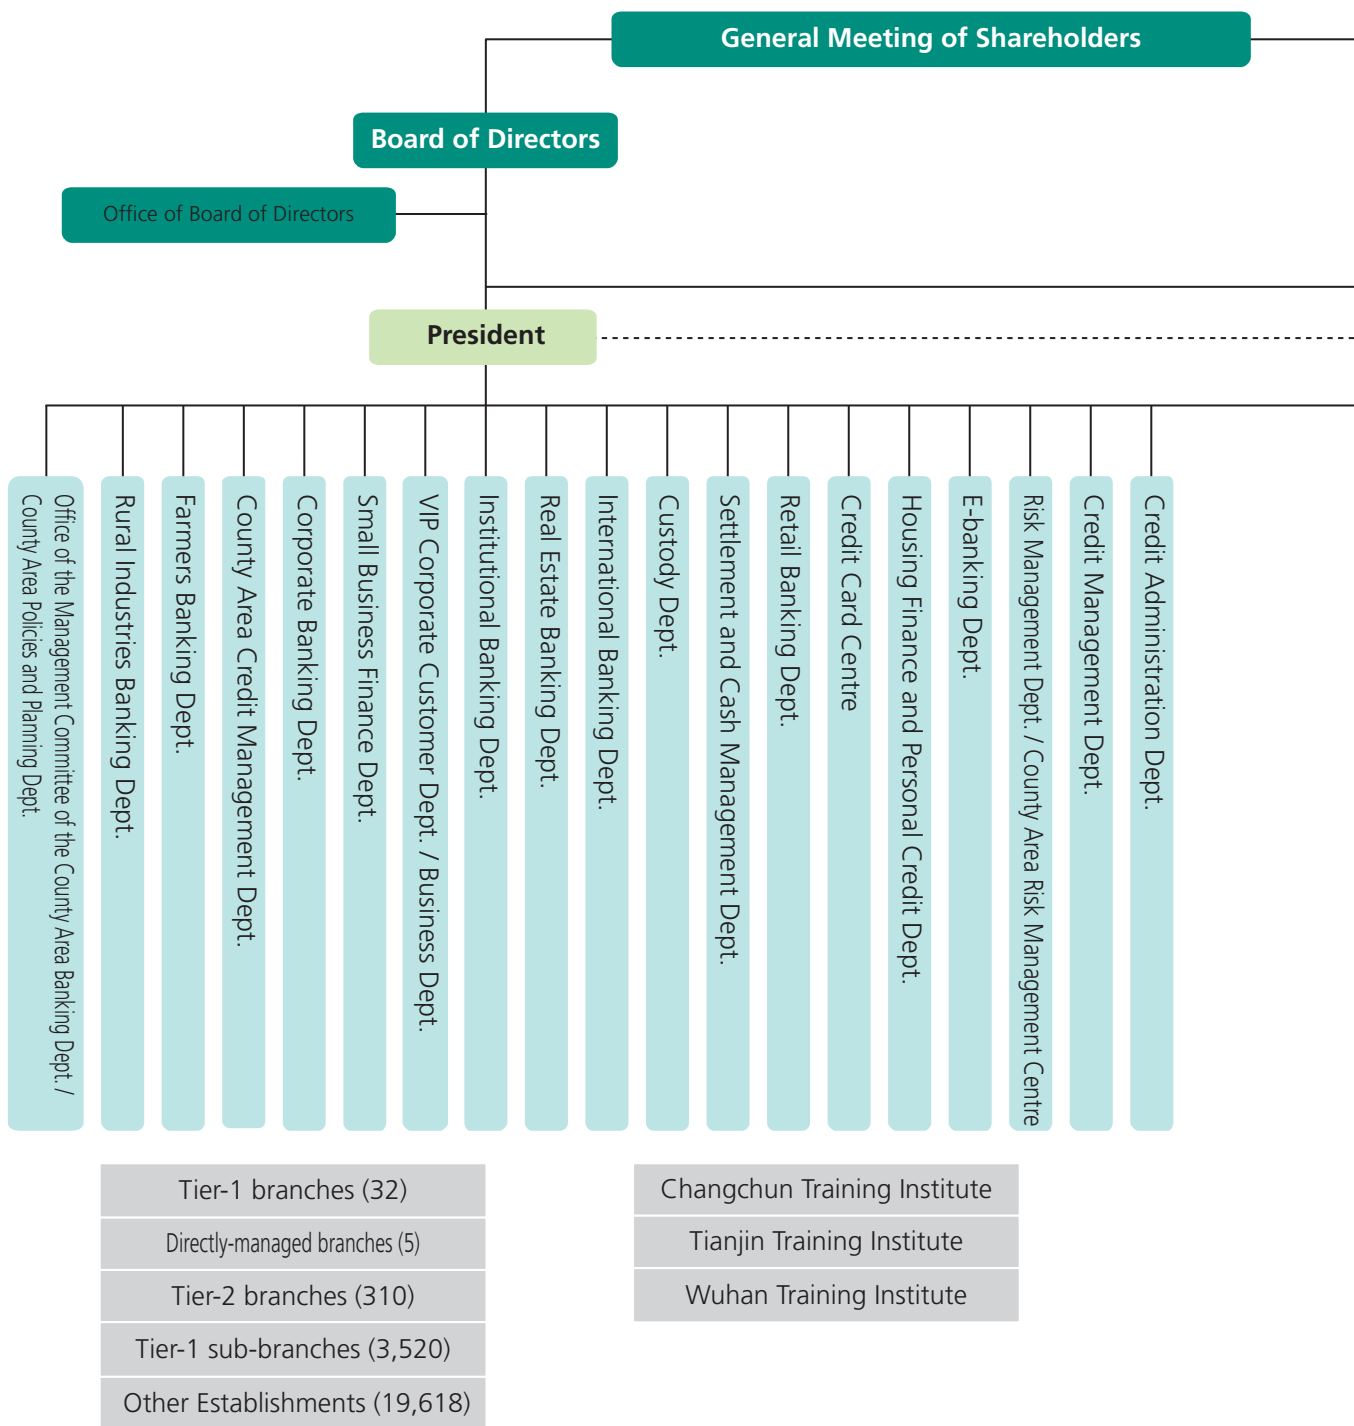 General Meeting of Shareholders
Board of Directors
Office of Board of Directors
President
Office of the Management Committee of the County Area Banking Dept. /
County Area Policies and Planning Dept.
Rural Industries Banking Dept.
Farmers Banking Dept.
County Area Credit Management Dept.
Corporate Banking Dept.
Small Business Finance Dept.
VIP Corporate Customer Dept. / Business Dept.
Institutional Banking Dept.
Real Estate Banking Dept.
International Banking Dept.
Custody Dept.
Settlement and Cash Management Dept.
Retail Banking Dept.
Credit Card Centre
Housing Finance and Personal Credit Dept.
E-banking Dept.
Risk Management Dept. / County Area Risk Management Centre
Credit Management Dept.
Credit Administration Dept.
Tier-1 branches (32)
Directly-managed branches (5)
Tier-2 branches (310)
Tier-1 sub-branches (3,520)
Other Establishments (19,618)
Changchun Training Institute
Tianjin Training Institute
Wuhan Training Institute